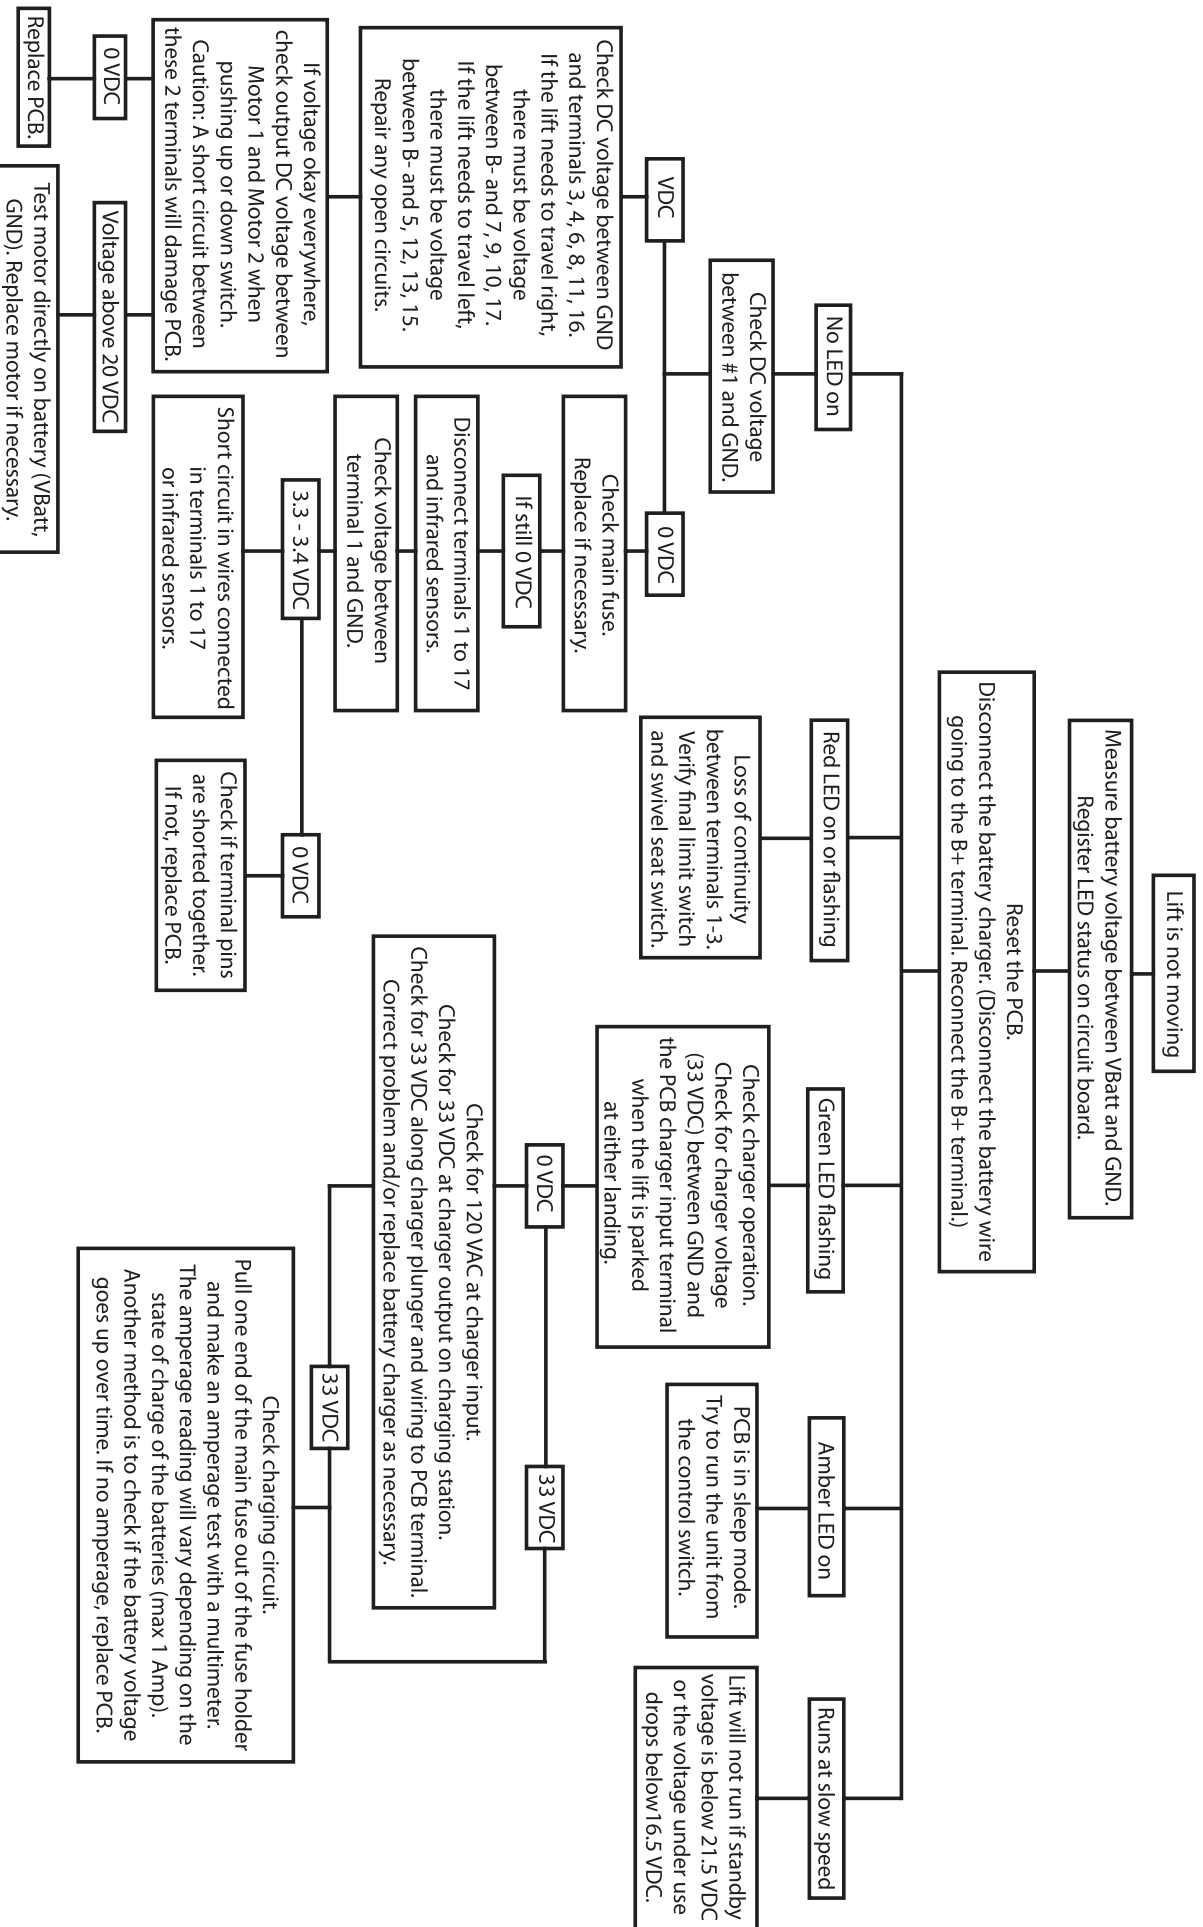 Lift is not moving
Measure battery voltage between VBatt and GND.
Register LED status on circuit board.
Reset the PCB.
Disconnect the battery charger. (Disconnect the battery wire
going to the B+ terminal. Reconnect the B+ terminal.)
No LED on
Check DC voltage
between #1 and GND.
VDC
Check DC voltage between GND
and terminals 3, 4, 6, 8, 11, 16.
If the lift needs to travel right,
there must be voltage
between B- and 7, 9, 10, 17.
If the lift needs to travel left,
there must be voltage
between B- and 5, 12, 13, 15.
Repair any open circuits.
If voltage okay everywhere,
check output DC voltage between
Motor 1 and Motor 2 when
pushing up or down switch.
Caution: A short circuit between
these 2 terminals will damage PCB.
0 VDC
Replace PCB.
Voltage above 20 VDC
Test motor directly on battery (VBatt,
GND). Replace motor if necessary.
0 VDC
Check main fuse.
Replace if necessary.
If still 0 VDC
Disconnect terminals 1 to 17
and infrared sensors.
Check voltage between
terminal 1 and GND.
3.3 - 3.4 VDC
Short circuit in wires connected
in terminals 1 to 17
or infrared sensors.
0 VDC
Check if terminal pins
are shorted together.
If not, replace PCB.
Red LED on or flashing
Loss of continuity
between terminals 1-3.
Verify final limit switch
and swivel seat switch.
Green LED flashing
Check charger operation.
Check for charger voltage
(33 VDC) between GND and
the PCB charger input terminal
when the lift is parked
at either landing.
0 VDC
33 VDC
Check for 120 VAC at charger input.
Check for 33 VDC at charger output on charging station.
Check for 33 VDC along charger plunger and wiring to PCB terminal.
Correct problem and/or replace battery charger as necessary.
33 VDC
Check charging circuit.
Pull one end of the main fuse out of the fuse holder
and make an amperage test with a multimeter.
The amperage reading will vary depending on the
state of charge of the batteries (max 1 Amp).
Another method is to check if the battery voltage
goes up over time. If no amperage, replace PCB.
Amber LED on
PCB is in sleep mode.
Try to run the unit from
the control switch.
Runs at slow speed
Lift will not run if standby
voltage is below 21.5 VDC
or the voltage under use
drops below16.5 VDC.